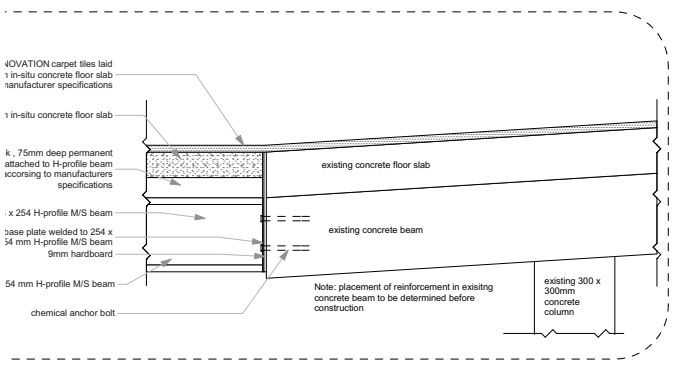 NOVATION carpet tiles laid
in-situ concrete floor slab
manufacturer specifications
in-situ concrete floor slab
, 75mm deep permanent
attached to H-profile beam
accorsing to manufacturers
specifications
x 254 H-profile M/S beam
base plate welded to 254 x
54 mm H-profile M/S beam
9mm hardboard
54 mm H-profile M/S beam
chemical anchor bolt
existing concrete floor slab
existing concrete beam
Note: placement of reinforcement in exisitng
concrete beam to be determined before
construction
existing 300 x
300mm
concrete
column